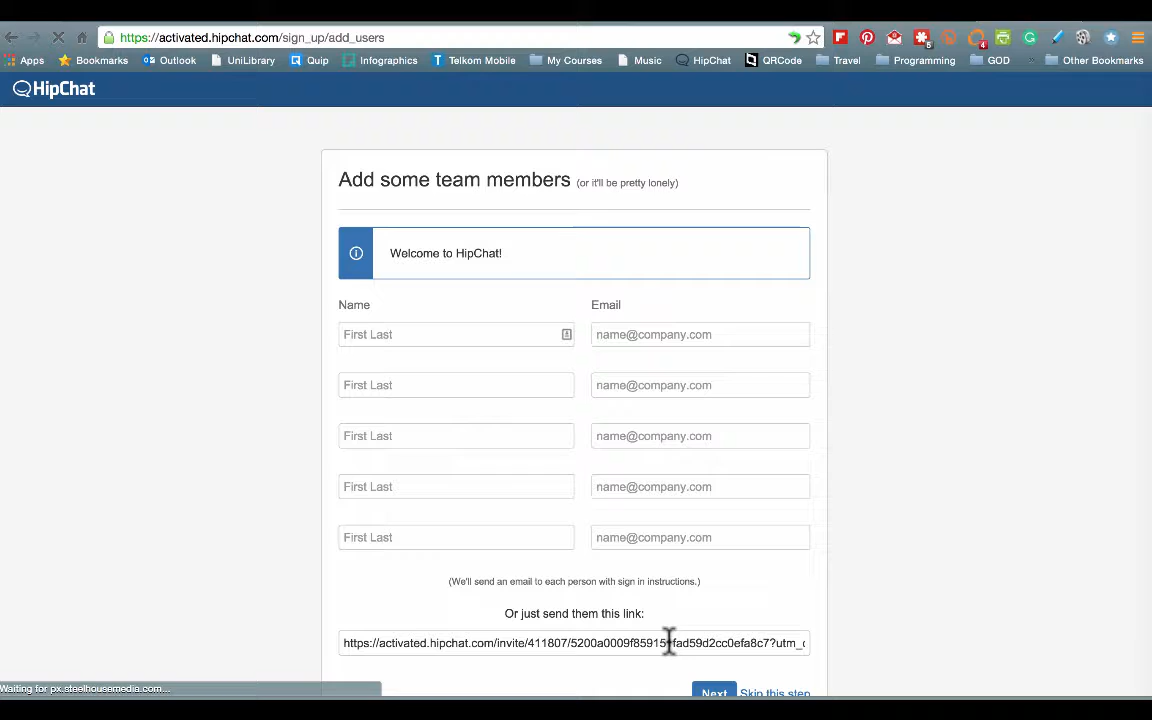 https://activated.hipchat.com/sign_up/add_users
5
4
Apps Bookmarks Outlook UniLibrary Quip Infographics Telkom Mobile My Courses Music HipChat QRCode Travel Programming GOD » Other Bookmarks
HipChat
Add some team members (or it'll be pretty lonely)
Welcome to HipChat!
Name Email
First Last name@company.com
First Last name@company.com
First Last name@company.com
First Last name@company.com
First Last name@company.com
(We'll send an email to each person with sign in instructions.)
Or just send them this link:
Waiting for px.steelhousemedia.com...
Next Skip this step